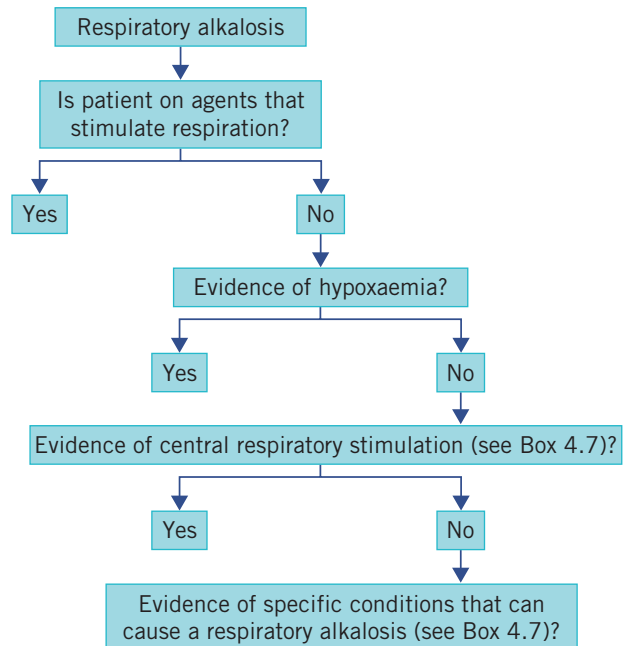 Respiratory alkalosis
Is patient on agents that
stimulate respiration?
Yes
No
Evidence of hypoxaemia?
Yes
No
Evidence of central respiratory stimulation (see Box 4.7)?
Yes
No
Evidence of specific conditions that can
cause a respiratory alkalosis (see Box 4.7)?